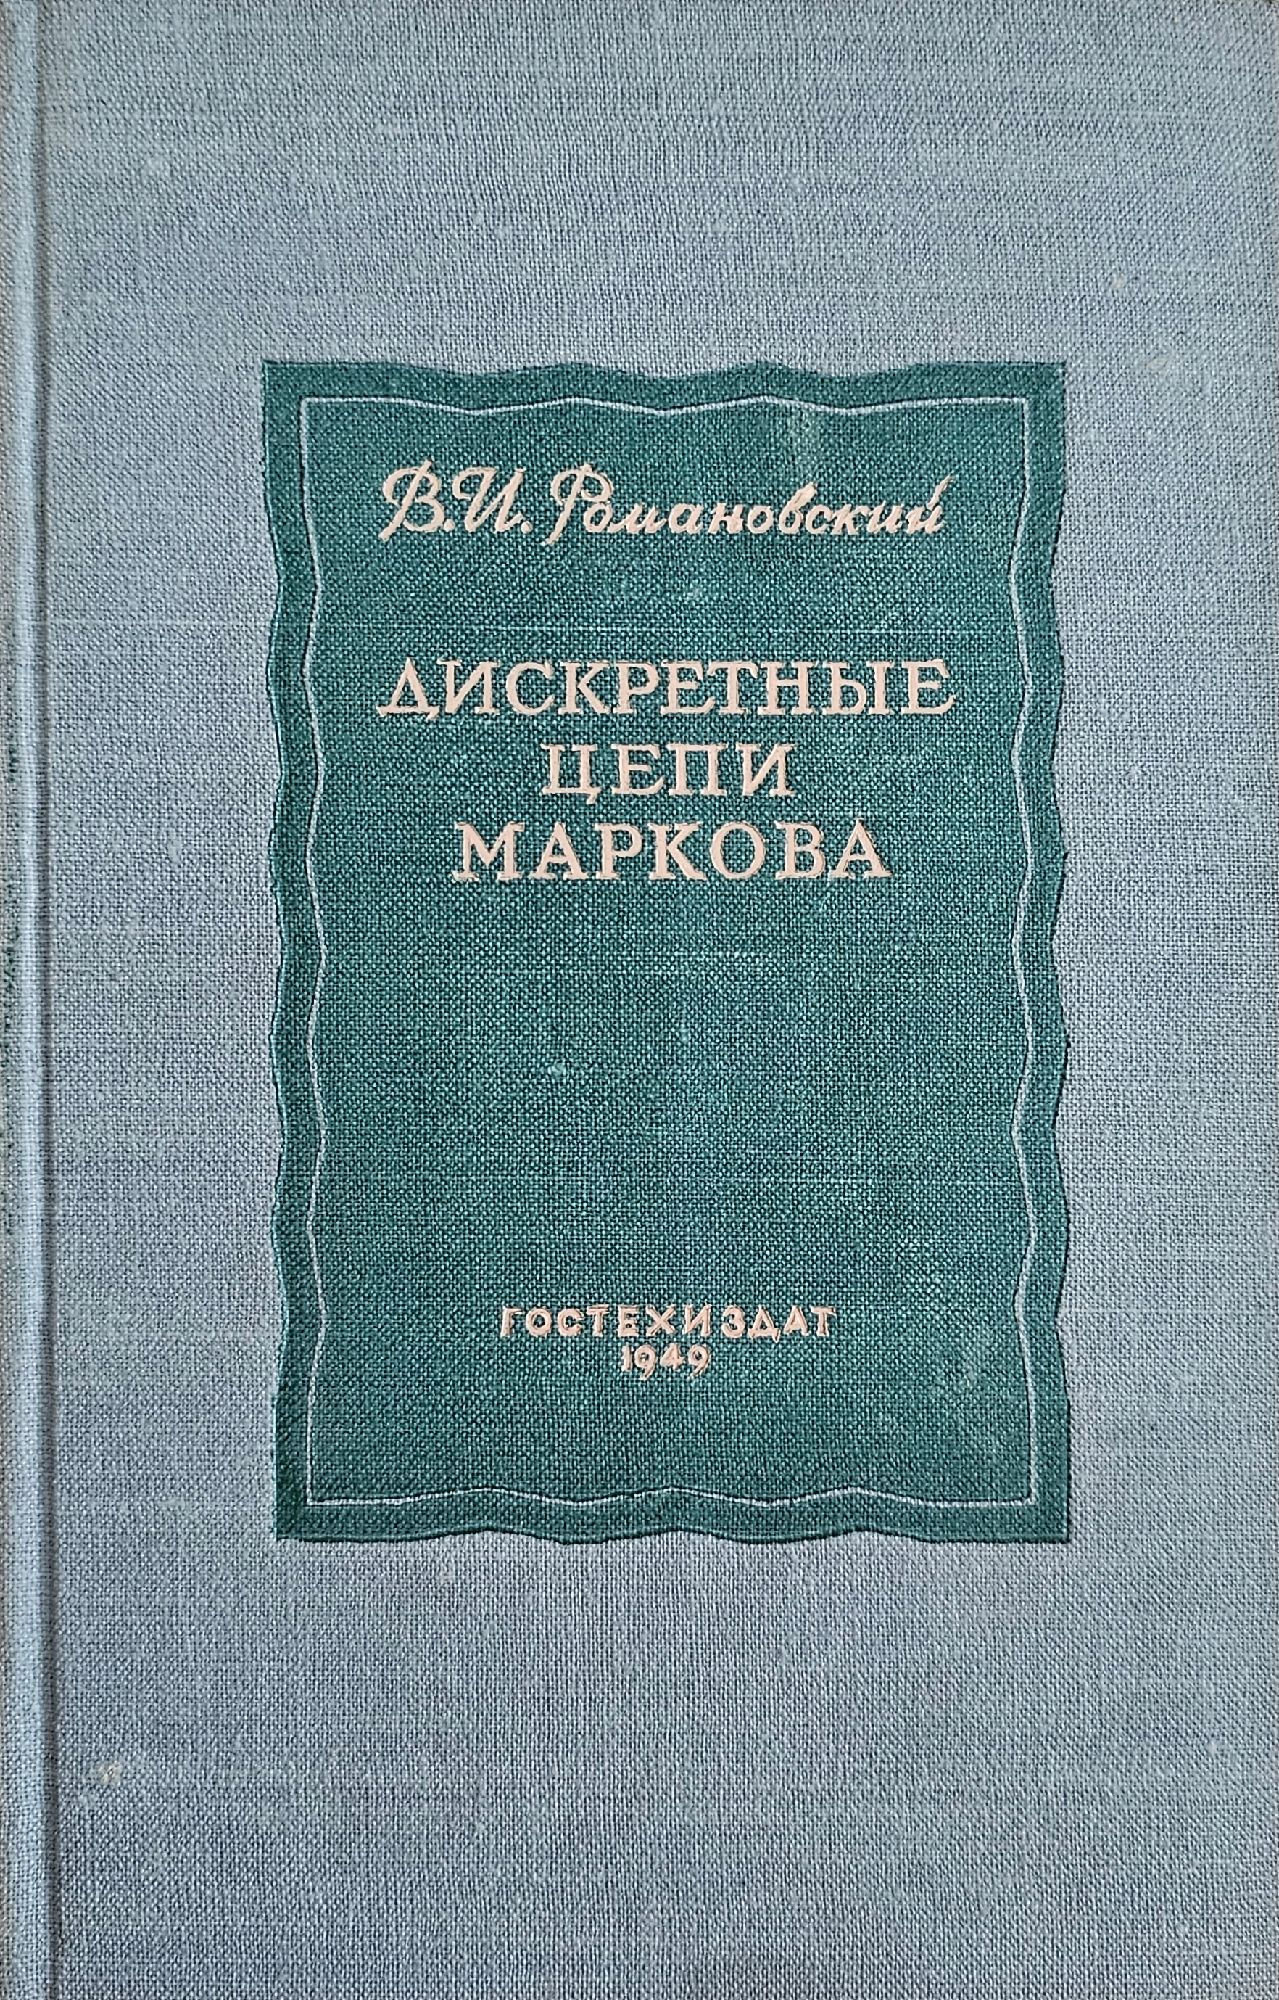 В.И. Романовский
ДИСКРЕТНЫЕ
ЦЕПИ
МАРКОВА
ГОСТЕХИЗДАТ
1949